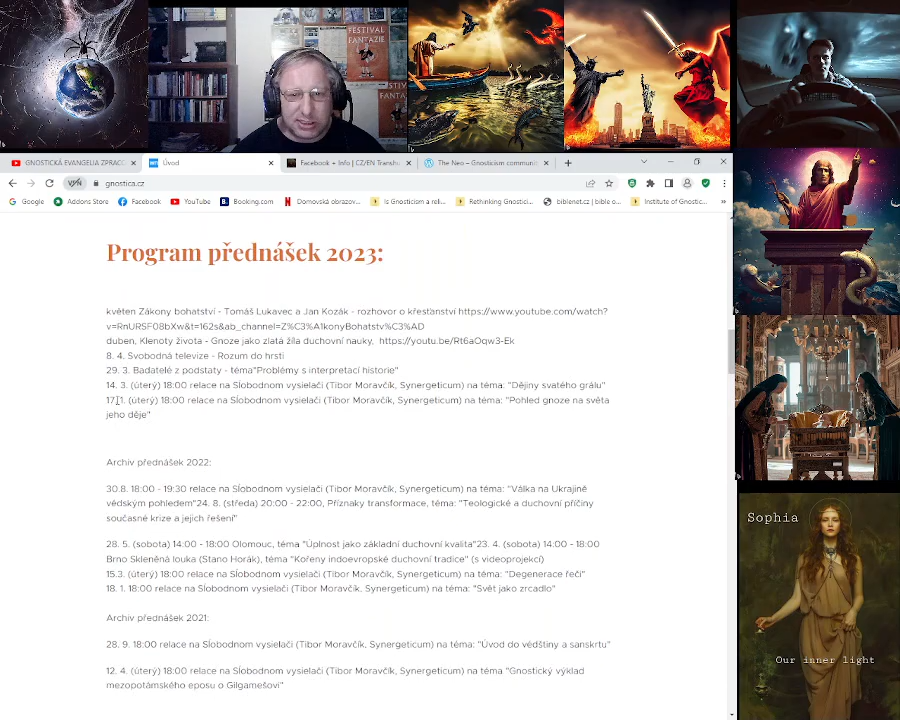 FESTIVAL
FANTAZIE
FESTIVAL
FANTAZ
GNOSTICKÁ EVANGELIA ZPRACO
Úvod
Facebook + Info | CZ/EN Transhu
The Neo – Gnosticism communit
VPN
gnostica.cz
Google
Addons Store
Facebook
YouTube
Booking.com
Domovská obrazov...
Is Gnosticism a reli...
Rethinking Gnostici...
biblenet.cz | bible o...
Institute of Gnostic...
»
Program přednášek 2023:
květen Zákony bohatství - Tomáš Lukavec a Jan Kozák - rozhovor o křesťanství https://www.youtube.com/watch?
v=RnURSF08bXw&t=162s&ab_channel=Z%C3%A1konyBohatstv%C3%AD
duben, Klenoty života - Gnoze jako zlatá žíla duchovní nauky, https://youtu.be/Rt6aOqw3-Ek
8. 4. Svobodná televize - Rozum do hrsti
29. 3. Badatelé z podstaty - téma"Problémy s interpretací historie"
14. 3. (úterý) 18:00 relace na Slobodnom vysielači (Tibor Moravčík, Synergeticum) na téma: "Dějiny svatého grálu"
17. 1. (úterý) 18:00 relace na Slobodnom vysielači (Tibor Moravčík, Synergeticum) na téma: "Pohled gnoze na světa
jeho děje"
Archiv přednášek 2022:
30.8. 18:00 - 19:30 relace na Slobodnom vysielači (Tibor Moravčík, Synergeticum) na téma: "Válka na Ukrajině
védským pohledem"24. 8. (středa) 20:00 - 22:00, Příznaky transformace, téma: "Teologické a duchovní příčiny
současné krize a jejich řešení"
28. 5. (sobota) 14:00 - 18:00 Olomouc, téma "Úplnost jako základní duchovní kvalita"23. 4. (sobota) 14:00 - 18:00
Brno Skleněná louka (Stano Horák), téma "Kořeny indoevropské duchovní tradice" (s videoprojekcí)
15.3. (úterý) 18:00 relace na Slobodnom vysielači (Tibor Moravčík, Synergeticum) na téma: "Degenerace řeči"
18. 1. 18:00 relace na Slobodnom vysielači (Tibor Moravčík, Synergeticum) na téma: "Svět jako zrcadlo"
Archiv přednášek 2021:
28. 9. 18:00 relace na Slobodnom vysielači (Tibor Moravčík, Synergeticum) na téma: "Úvod do védštiny a sanskrtu"
12. 4. (úterý) 18:00 relace na Slobodnom vysielači (Tibor Moravčík, Synergeticum) na téma "Gnostický výklad
mezopotámského eposu o Gilgamešovi"
Sophia
Our inner light